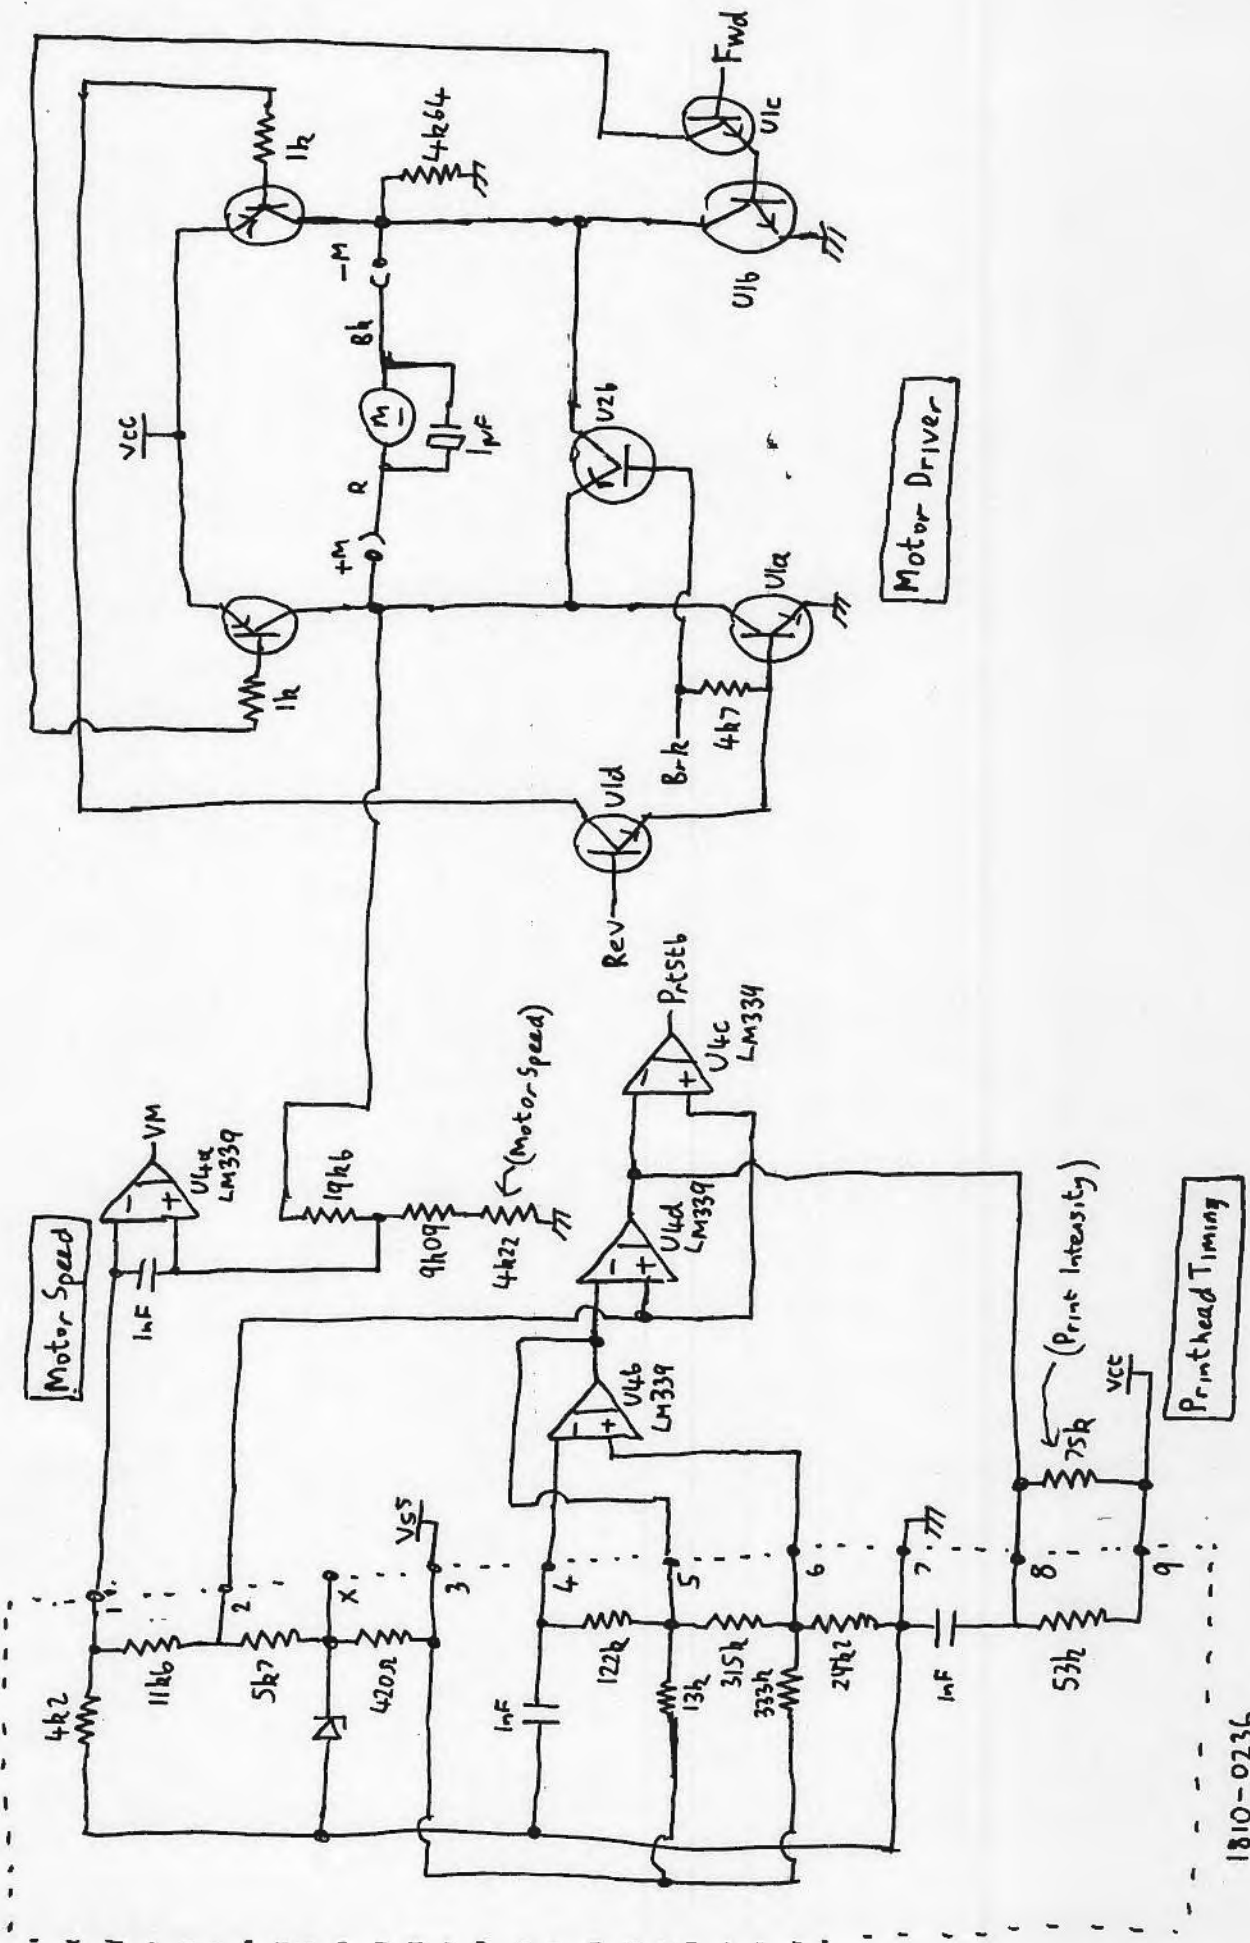 Motor Speed
1nF
U4a
LM339
VM
19k6
9k09
4k22
(Motor Speed)
4k2
11k6
5k7
420Ω
1
2
X
3
Vss
4
5
6
7
8
9
1nF
122k
13k
315k
333k
24k2
1nF
53k
U4b
LM339
U4d
LM339
U4c
LM339
PrtStb
75k
(Print Intensity)
Vcc
Printhead Timing
1810-0236
Vcc
1k
1k
+M
R
M
Bk
-M
1µF
4k64
Rev
U1d
Brk
4k7
U1a
U2b
U1b
U1c
Fwd
Motor Driver